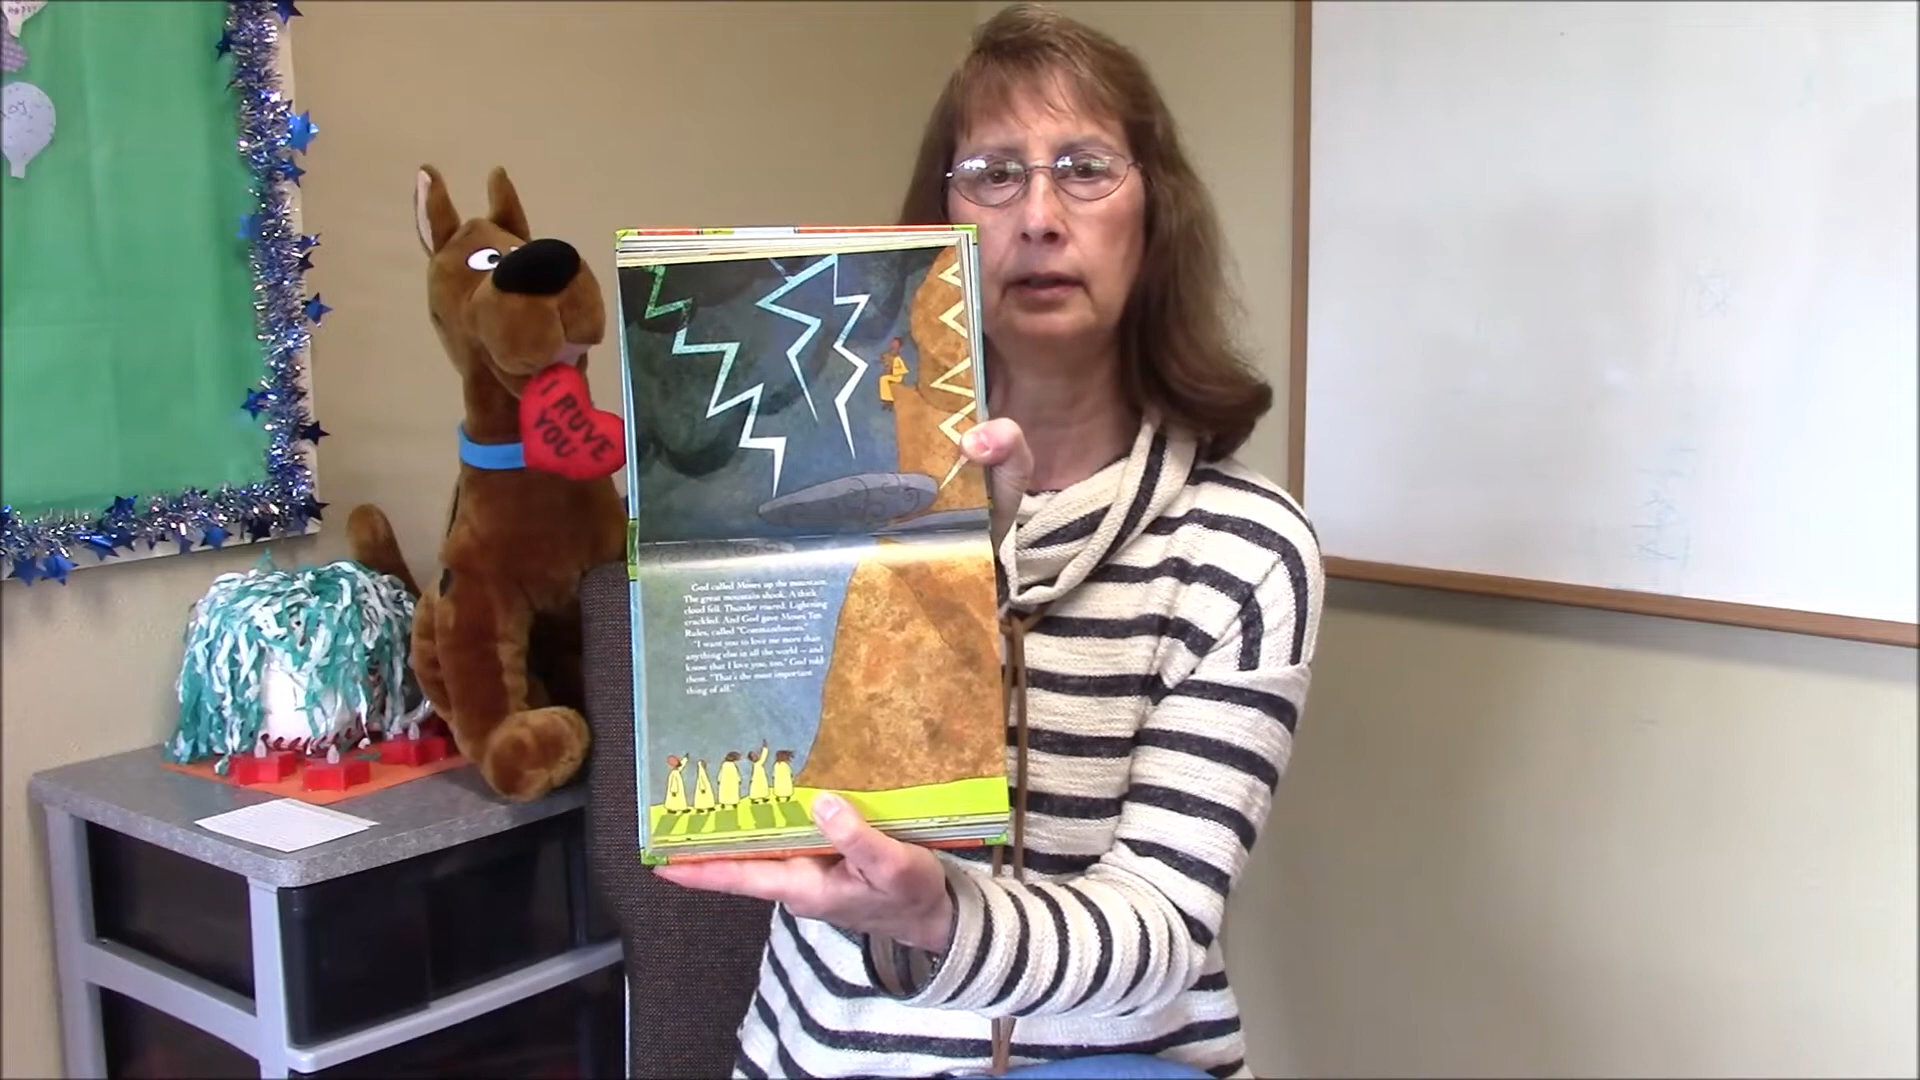 HAPPY
OY
I RUVE
YOU
God called Moses up the mountain.
The great mountain shook. A thick
cloud fell. Thunder roared. Lightning
crackled. And God gave Moses Ten
Rules, called "Commandments."
"I want you to love me more than
anything else in all the world — and
know that I love you, too," God told
them. "That's the most important
thing of all."